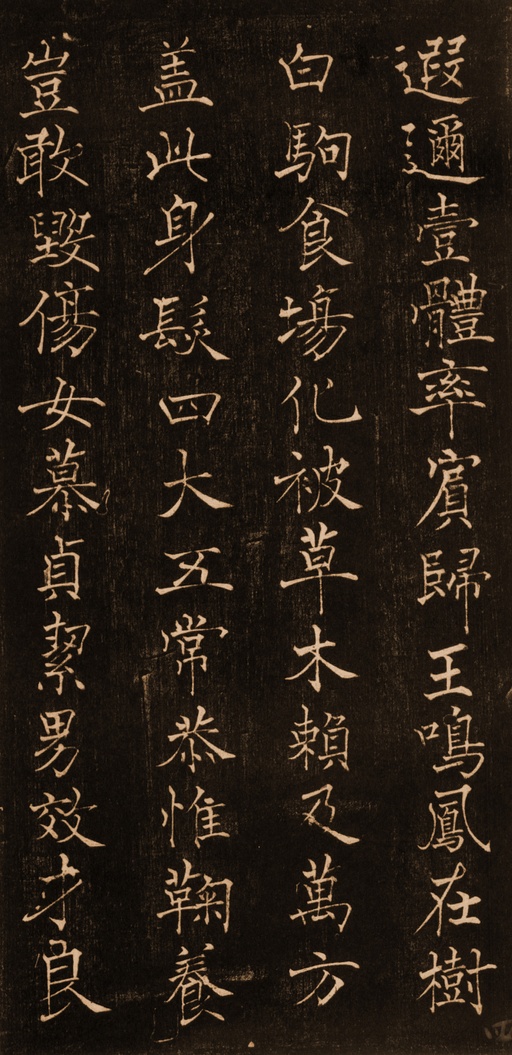 遐邇壹體率賓歸王鳴鳳在樹
白駒食場化被草木賴及萬方
盖此身髮四大五常恭惟鞠養
豈敢毀傷女慕貞絜男效才良